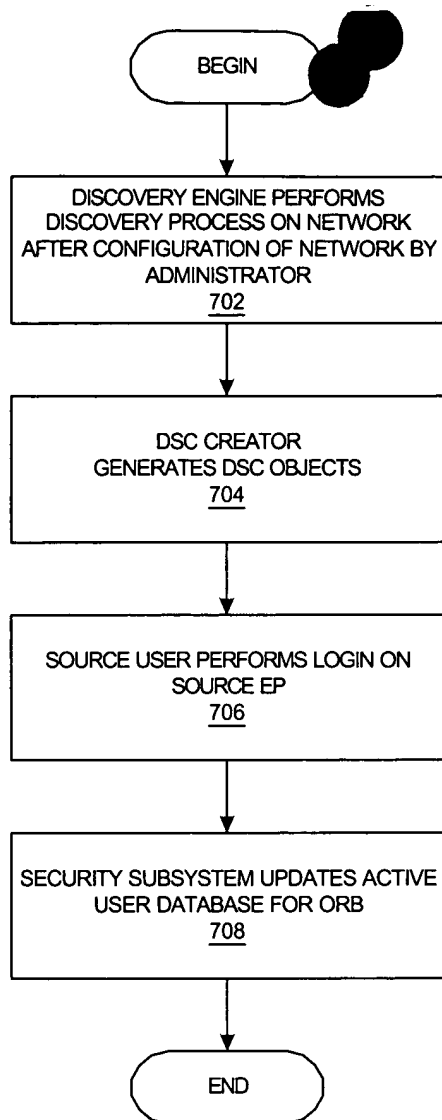 BEGIN
DISCOVERY ENGINE PERFORMS
DISCOVERY PROCESS ON NETWORK
AFTER CONFIGURATION OF NETWORK BY
ADMINISTRATOR
702
DSC CREATOR
GENERATES DSC OBJECTS
704
SOURCE USER PERFORMS LOGIN ON
SOURCE EP
706
SECURITY SUBSYSTEM UPDATES ACTIVE
USER DATABASE FOR ORB
708
END